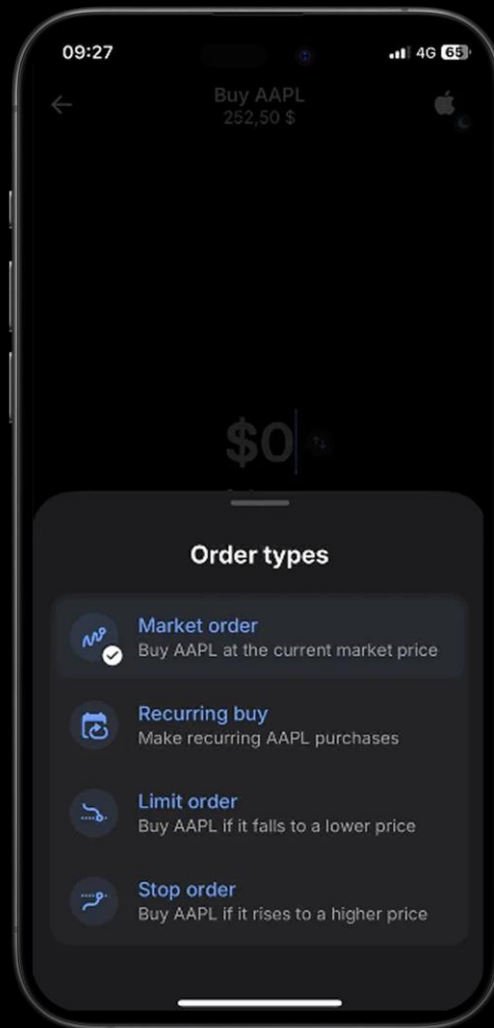 09:27
4G 65
Buy AAPL
252,50 $
$0
Order types
Market order
Buy AAPL at the current market price
Recurring buy
Make recurring AAPL purchases
Limit order
Buy AAPL if it falls to a lower price
Stop order
Buy AAPL if it rises to a higher price